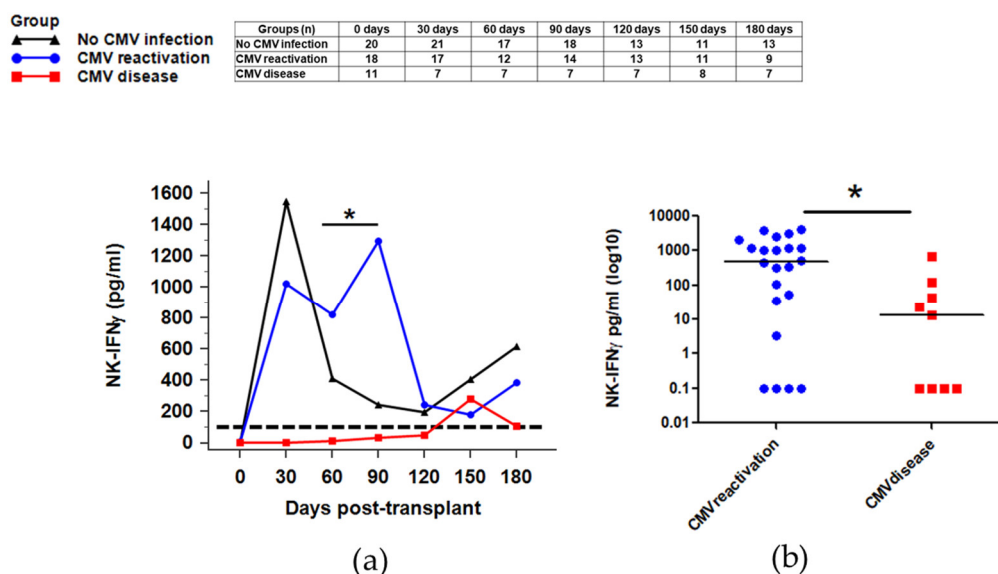 Group
No CMV infection
CMV reactivation
CMV disease
Groups (n) 0 days 30 days 60 days 90 days 120 days 150 days 180 days
No CMV infection 20 21 17 18 13 11 13
CMV reactivation 18 17 12 14 13 11 9
CMV disease 11 7 7 7 7 8 7
NK-IFNγ (pg/ml)
1600
1400
1200
1000
800
600
400
200
0
*
0 30 60 90 120 150 180
Days post-transplant
(a)
NK-IFNγ pg/ml (log10)
10000
1000
100
10
1
0.1
0.01
*
CMV reactivation
CMV disease
(b)